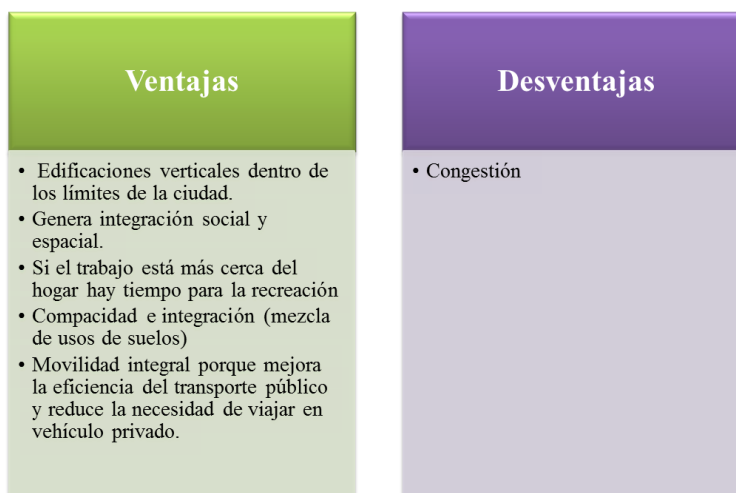 Ventajas
• Edificaciones verticales dentro de
los límites de la ciudad.
• Genera integración social y
espacial.
• Si el trabajo está más cerca del
hogar hay tiempo para la recreación
• Compacidad e integración (mezcla
de usos de suelos)
• Movilidad integral porque mejora
la eficiencia del transporte público
y reduce la necesidad de viajar en
vehículo privado.
Desventajas
• Congestión